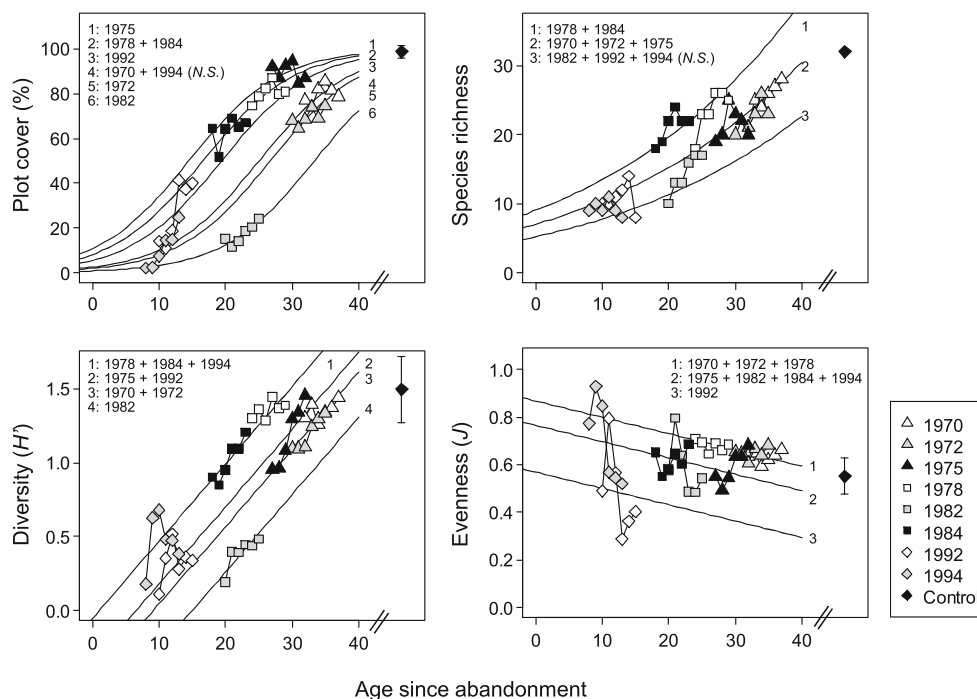 1: 1975
2: 1978 + 1984
3: 1992
4: 1970 + 1994 (N.S.)
5: 1972
6: 1982
Plot cover (%)
100
80
60
40
20
0
0 10 20 30 40
1
2
3
4
5
6
1: 1978 + 1984
2: 1970 + 1972 + 1975
3: 1982 + 1992 + 1994 (N.S.)
Species richness
30
20
10
0
0 10 20 30 40
1
2
3
1: 1978 + 1984 + 1994
2: 1975 + 1992
3: 1970 + 1972
4: 1982
Diversity (H')
1.5
1.0
0.5
0.0
0 10 20 30 40
1
2
3
4
1: 1970 + 1972 + 1978
2: 1975 + 1982 + 1984 + 1994
3: 1992
Evenness (J)
1.0
0.8
0.6
0.4
0.2
0.0
0 10 20 30 40
1
2
3
1970
1972
1975
1978
1982
1984
1992
1994
Contro
Age since abandonment